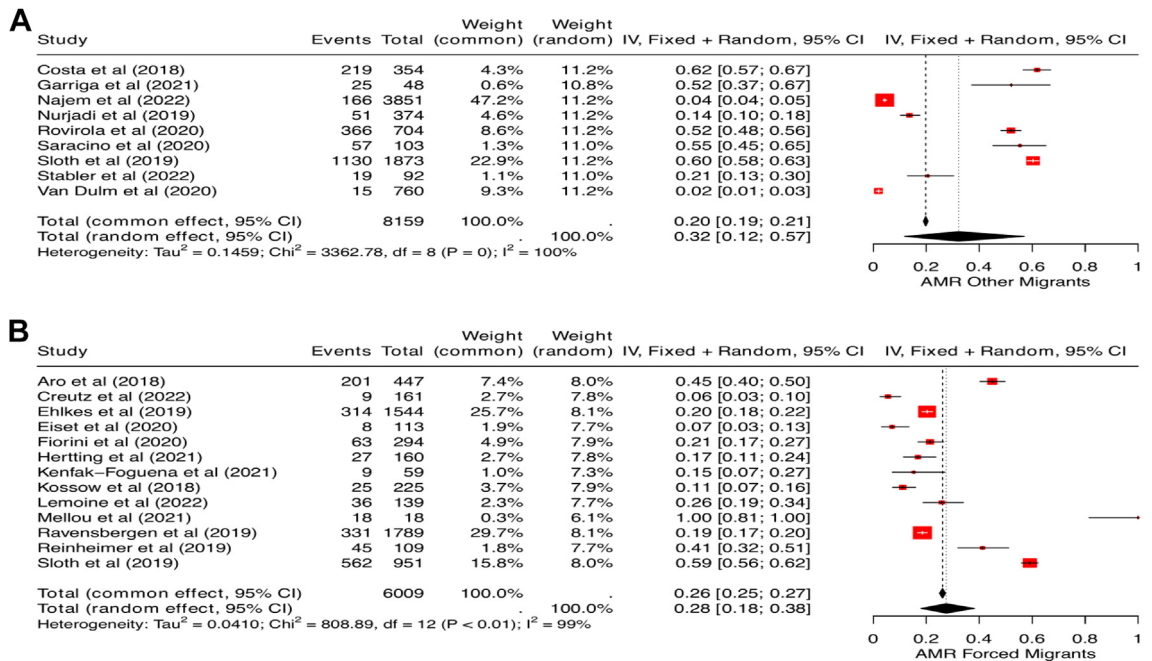 A
Weight Weight
Study Events Total (common) (random) IV, Fixed + Random, 95% CI IV, Fixed + Random, 95% CI
Costa et al (2018) 219 354 4.3% 11.2% 0.62 [0.57; 0.67]
Garriga et al (2021) 25 48 0.6% 10.8% 0.52 [0.37; 0.67]
Najem et al (2022) 166 3851 47.2% 11.2% 0.04 [0.04; 0.05]
Nurjadi et al (2019) 51 374 4.6% 11.2% 0.14 [0.10; 0.18]
Rovirola et al (2020) 366 704 8.6% 11.2% 0.52 [0.48; 0.56]
Saracino et al (2020) 57 103 1.3% 11.0% 0.55 [0.45; 0.65]
Sloth et al (2019) 1130 1873 22.9% 11.2% 0.60 [0.58; 0.63]
Stabler et al (2022) 19 92 1.1% 11.0% 0.21 [0.13; 0.30]
Van Dulm et al (2020) 15 760 9.3% 11.2% 0.02 [0.01; 0.03]
Total (common effect, 95% CI) 8159 100.0% . 0.20 [0.19; 0.21]
Total (random effect, 95% CI) . 100.0% 0.32 [0.12; 0.57]
Heterogeneity: Tau² = 0.1459; Chi² = 3362.78, df = 8 (P = 0); I² = 100%
0 0.2 0.4 0.6 0.8 1
AMR Other Migrants
B
Weight Weight
Study Events Total (common) (random) IV, Fixed + Random, 95% CI IV, Fixed + Random, 95% CI
Aro et al (2018) 201 447 7.4% 8.0% 0.45 [0.40; 0.50]
Creutz et al (2022) 9 161 2.7% 7.8% 0.06 [0.03; 0.10]
Ehlkes et al (2019) 314 1544 25.7% 8.1% 0.20 [0.18; 0.22]
Eiset et al (2020) 8 113 1.9% 7.7% 0.07 [0.03; 0.13]
Fiorini et al (2020) 63 294 4.9% 7.9% 0.21 [0.17; 0.27]
Hertting et al (2021) 27 160 2.7% 7.8% 0.17 [0.11; 0.24]
Kenfak−Foguena et al (2021) 9 59 1.0% 7.3% 0.15 [0.07; 0.27]
Kossow et al (2018) 25 225 3.7% 7.9% 0.11 [0.07; 0.16]
Lemoine et al (2022) 36 139 2.3% 7.7% 0.26 [0.19; 0.34]
Mellou et al (2021) 18 18 0.3% 6.1% 1.00 [0.81; 1.00]
Ravensbergen et al (2019) 331 1789 29.7% 8.1% 0.19 [0.17; 0.20]
Reinheimer et al (2019) 45 109 1.8% 7.7% 0.41 [0.32; 0.51]
Sloth et al (2019) 562 951 15.8% 8.0% 0.59 [0.56; 0.62]
Total (common effect, 95% CI) 6009 100.0% . 0.26 [0.25; 0.27]
Total (random effect, 95% CI) . 100.0% 0.28 [0.18; 0.38]
Heterogeneity: Tau² = 0.0410; Chi² = 808.89, df = 12 (P < 0.01); I² = 99%
0 0.2 0.4 0.6 0.8 1
AMR Forced Migrants